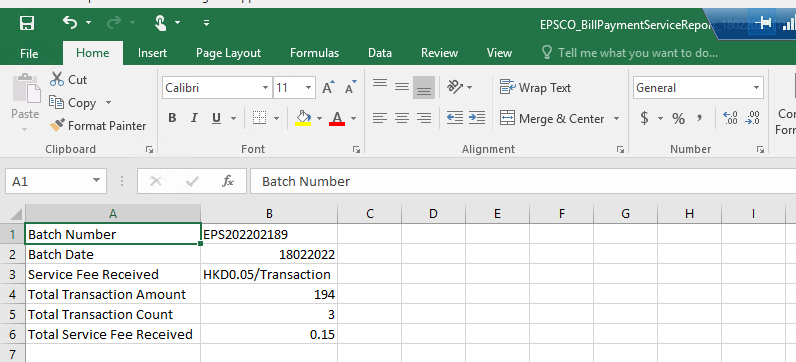 EPSCO_BillPaymentServiceRepor
File Home Insert Page Layout Formulas Data Review View Tell me what you want to do...
Paste
Cut
Copy
Format Painter
Clipboard
Calibri 11 A A
B I U A
Font
Wrap Text
Merge & Center
Alignment
General
$ % ,
Number
A1 fx Batch Number
A B C D E F G H I
1 Batch Number EPS202202189
2 Batch Date 18022022
3 Service Fee Received HKD0.05/Transaction
4 Total Transaction Amount 194
5 Total Transaction Count 3
6 Total Service Fee Received 0.15
7